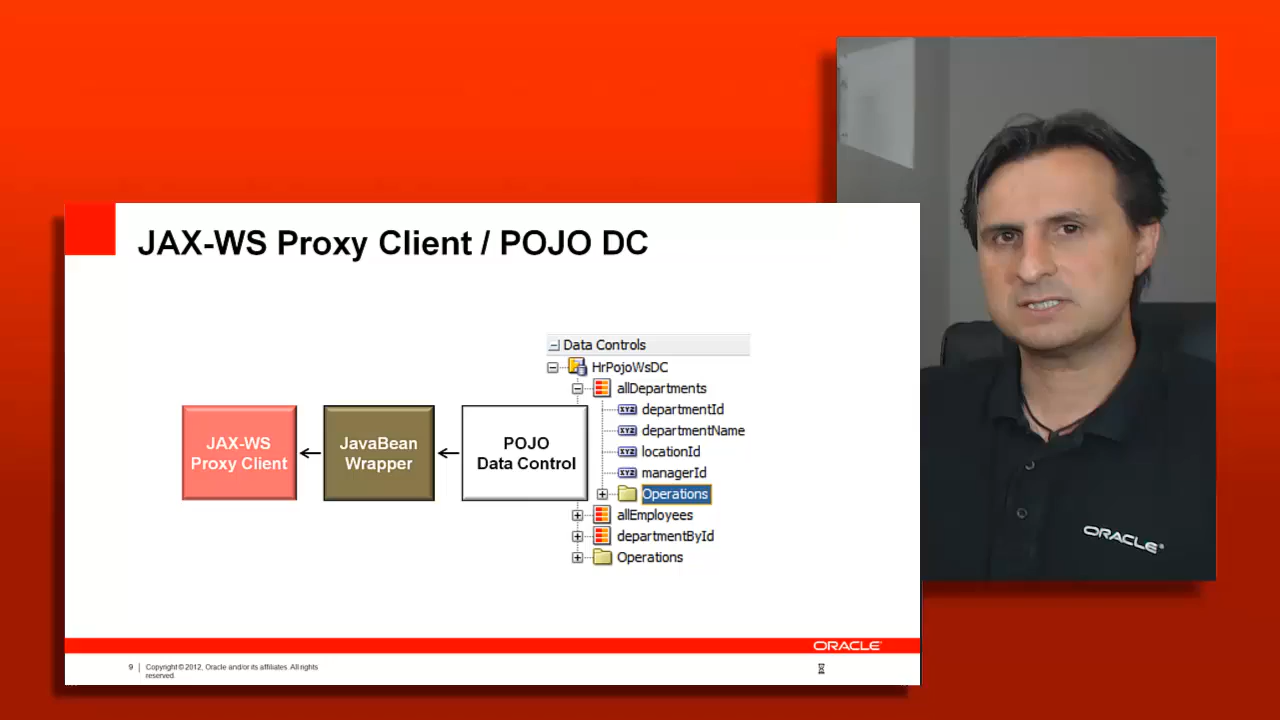 JAX-WS Proxy Client / POJO DC
Data Controls
HrPojoWsDC
allDepartments
departmentId
departmentName
locationId
managerId
Operations
allEmployees
departmentById
Operations
JAX-WS
Proxy Client
JavaBean
Wrapper
POJO
Data Control
ORACLE
9
Copyright © 2012, Oracle and/or its affiliates. All rights
reserved.
ORACLE®